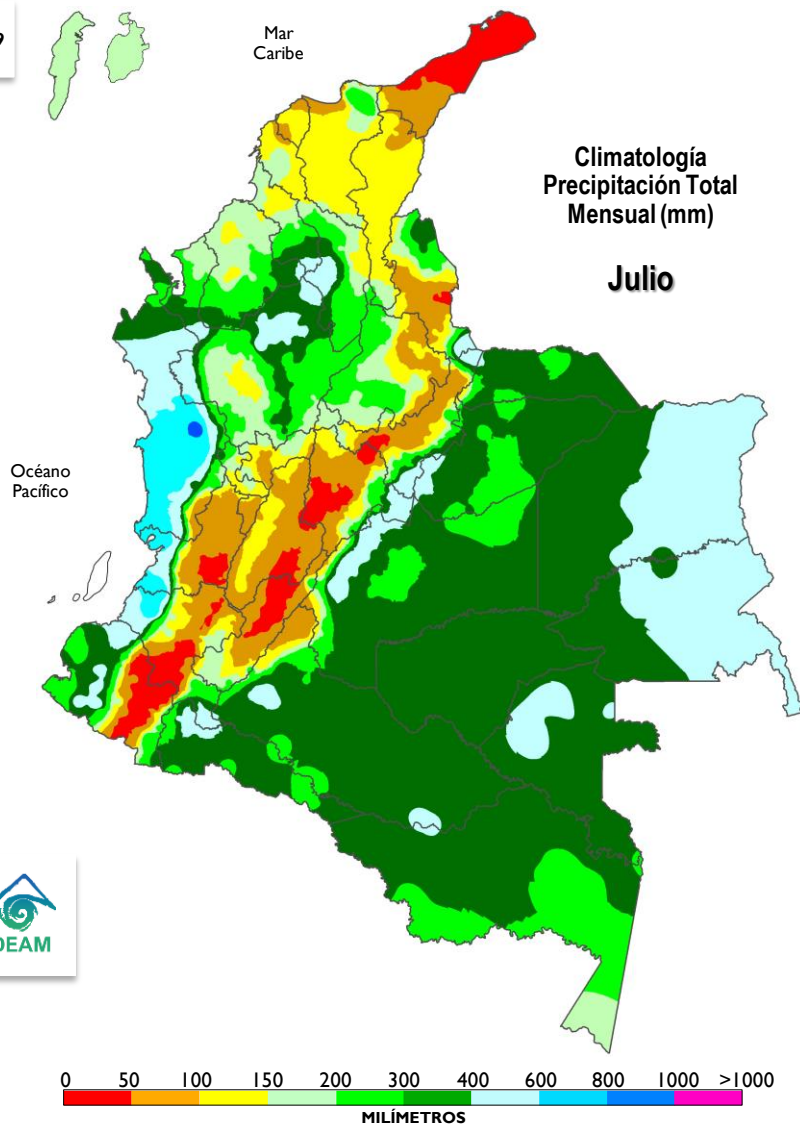 Mar
Caribe
Climatología
Precipitación Total
Mensual (mm)
Julio
Océano
Pacífico
0 50 100 150 200 300 400 600 800 1000 >1000
MILÍMETROS